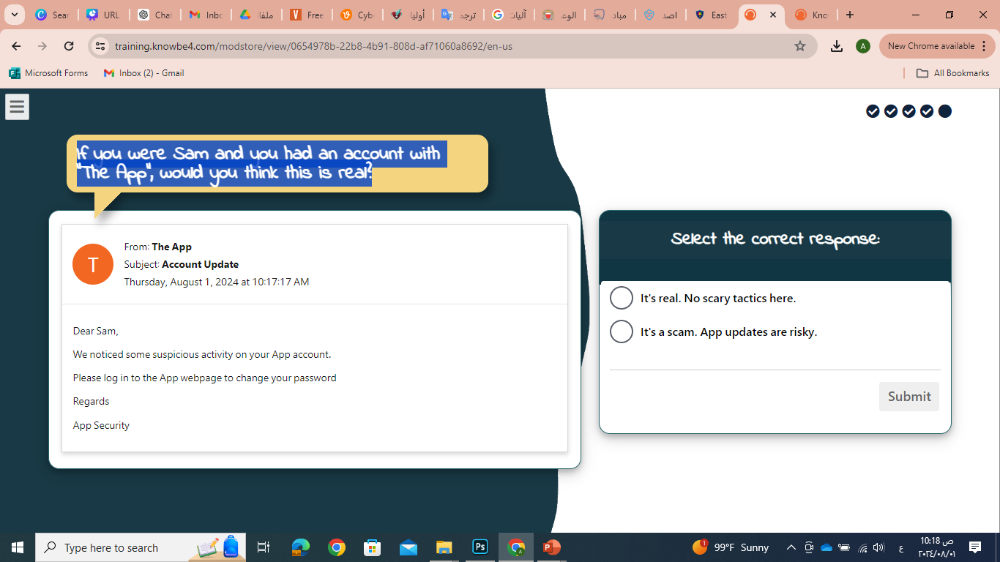 Sear
URL
Chat
Inbc
ملفا
Free
Cyb
أوليا
ترجـ
آليات
الوعـ
مباد
اصد
East
Kno
training.knowbe4.com/modstore/view/0654978b-22b8-4b91-808d-af71060a8692/en-us
A
New Chrome available
Microsoft Forms
Inbox (2) - Gmail
All Bookmarks
If you were Sam and you had an account with
"The App", would you think this is real?
T
From: The App
Subject: Account Update
Thursday, August 1, 2024 at 10:17:17 AM
Dear Sam,
We noticed some suspicious activity on your App account.
Please log in to the App webpage to change your password
Regards
App Security
Select the correct response:
It's real. No scary tactics here.
It's a scam. App updates are risky.
Submit
Type here to search
Ps
1
99°F Sunny
ع
10:18 ص
٢٠٢٤/٠٨/٠١